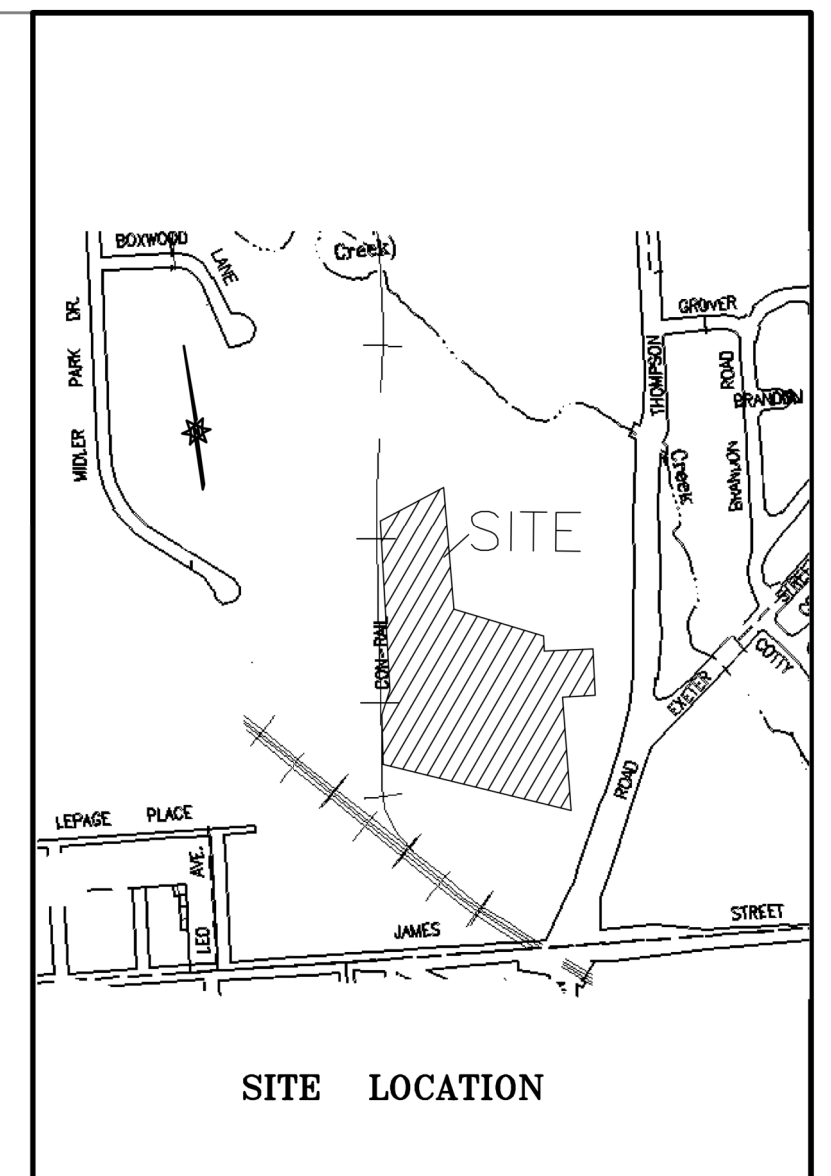 BOXWOOD
LANE
Creek)
MIDLER PARK DR.
GROVER
ROAD
THOMPSON
BRANDON
BRANDON
Creek
SITE
STREET
COTTY
EXETER
CON-RAIL
ROAD
LEPAGE PLACE
LEO AVE.
JAMES
STREET
SITE LOCATION